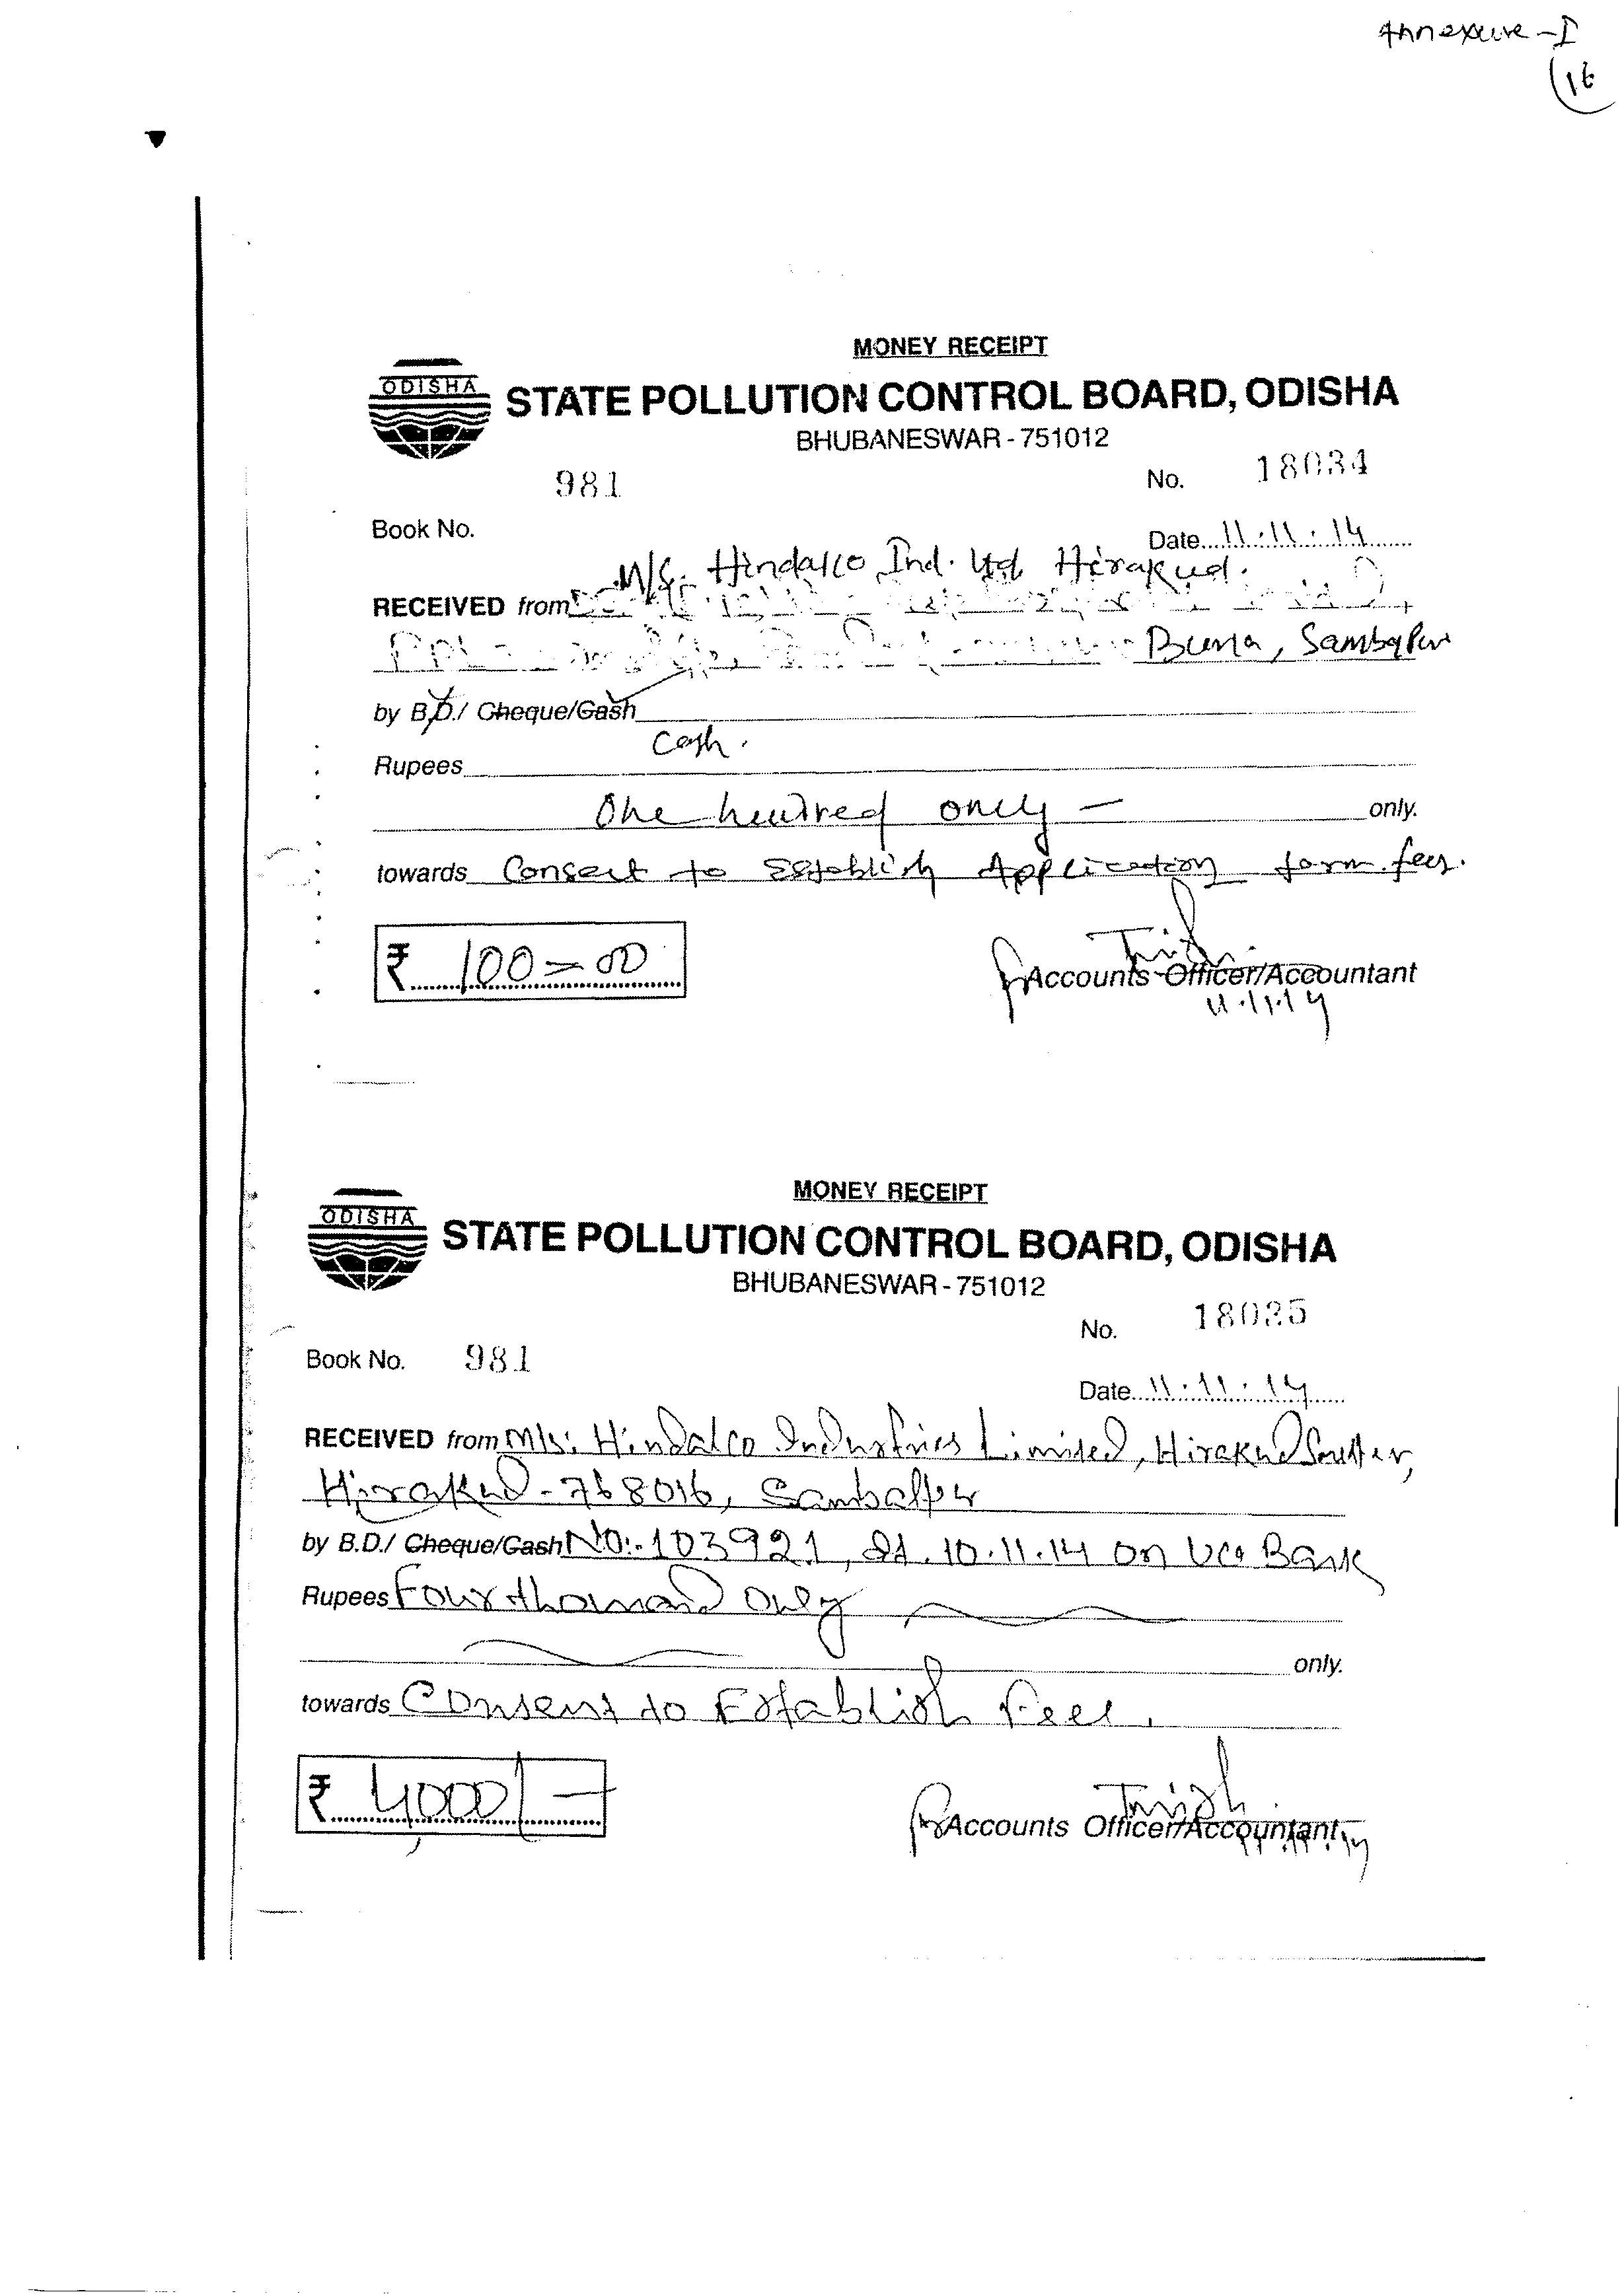 Annexure - I
16
MONEY RECEIPT
ODISHA
STATE POLLUTION CONTROL BOARD, ODISHA
BHUBANESWAR - 751012
981
No. 18034
Book No.
Date 11.11.14
M/s. Hindalco Ind. Ltd Hirakud.
RECEIVED from
Burla, Sambalpur
by B.D./ Cheque/Cash
Cash.
Rupees
One hundred only — only.
towards Consent to Establish Application form fees.
₹ 100=00
Accounts Officer/Accountant
11.11.14
MONEY RECEIPT
ODISHA
STATE POLLUTION CONTROL BOARD, ODISHA
BHUBANESWAR - 751012
No. 18035
Book No. 981
Date 11.11.14
RECEIVED from M/s: Hindalco Industries Limited, Hirakud Smelter,
Hirakud - 768016, Sambalpur
by B.D./ Cheque/Cash No:-103921, dt. 10.11.14 on UCO Bank
Rupees Four thousand only
only.
towards Consent to Establish Fees.
₹ 4,000/-
Accounts Officer/Accountant
11.11.14